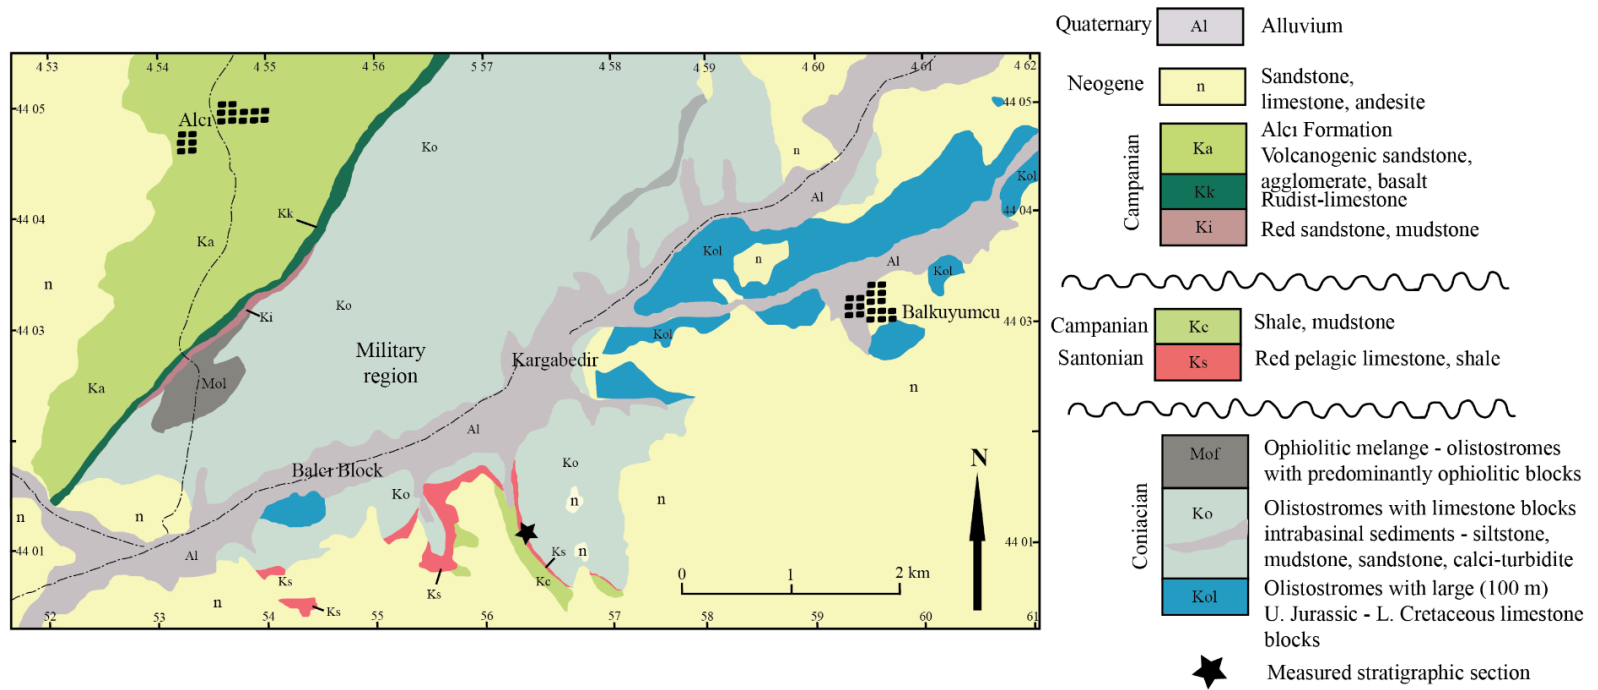 4 53 4 54 4 55 4 56 5 57 4 58 4 59 4 60 4 61 4 62
44 05
44 05
Alcı
Ko
n
Kol
Kk
Al
44 04
44 04
Ka
Kol
n
Al
Kol
n
Ko
Ki
44 03
44 03
Balkuyumcu
Kol
Military
region
Kargabedir
Mol
Ka
n
Al
Balcı Block
Ko
Ko
n
n
n
n
Al
44 01
44 01
n
Ks
Ks
Kc
Ks
Ks
n
N
0 1 2 km
52 53 54 55 56 57 58 59 60 61
Quaternary Al Alluvium
Neogene n Sandstone,
limestone, andesite
Campanian
Ka Alcı Formation
Volcanogenic sandstone,
agglomerate, basalt
Kk Rudist-limestone
Ki Red sandstone, mudstone
Campanian Kc Shale, mudstone
Santonian Ks Red pelagic limestone, shale
Coniacian
Mof Ophiolitic melange - olistostromes
with predominantly ophiolitic blocks
Ko Olistostromes with limestone blocks
intrabasinal sediments - siltstone,
mudstone, sandstone, calci-turbidite
Kol Olistostromes with large (100 m)
U. Jurassic - L. Cretaceous limestone
blocks
Measured stratigraphic section